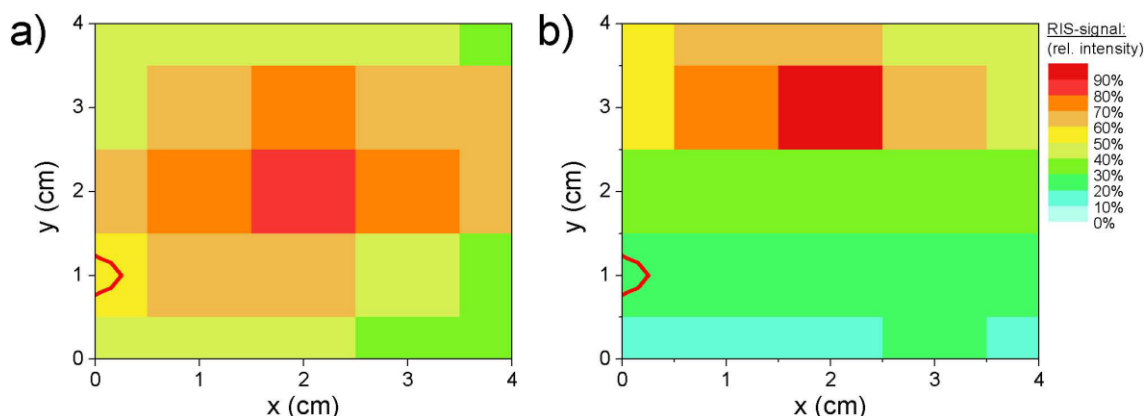 a)
4
3
2
1
0
y (cm)
0 1 2 3 4
x (cm)
b)
4
3
2
1
0
y (cm)
0 1 2 3 4
x (cm)
RIS-signal:
(rel. intensity)
90%
80%
70%
60%
50%
40%
30%
20%
10%
0%